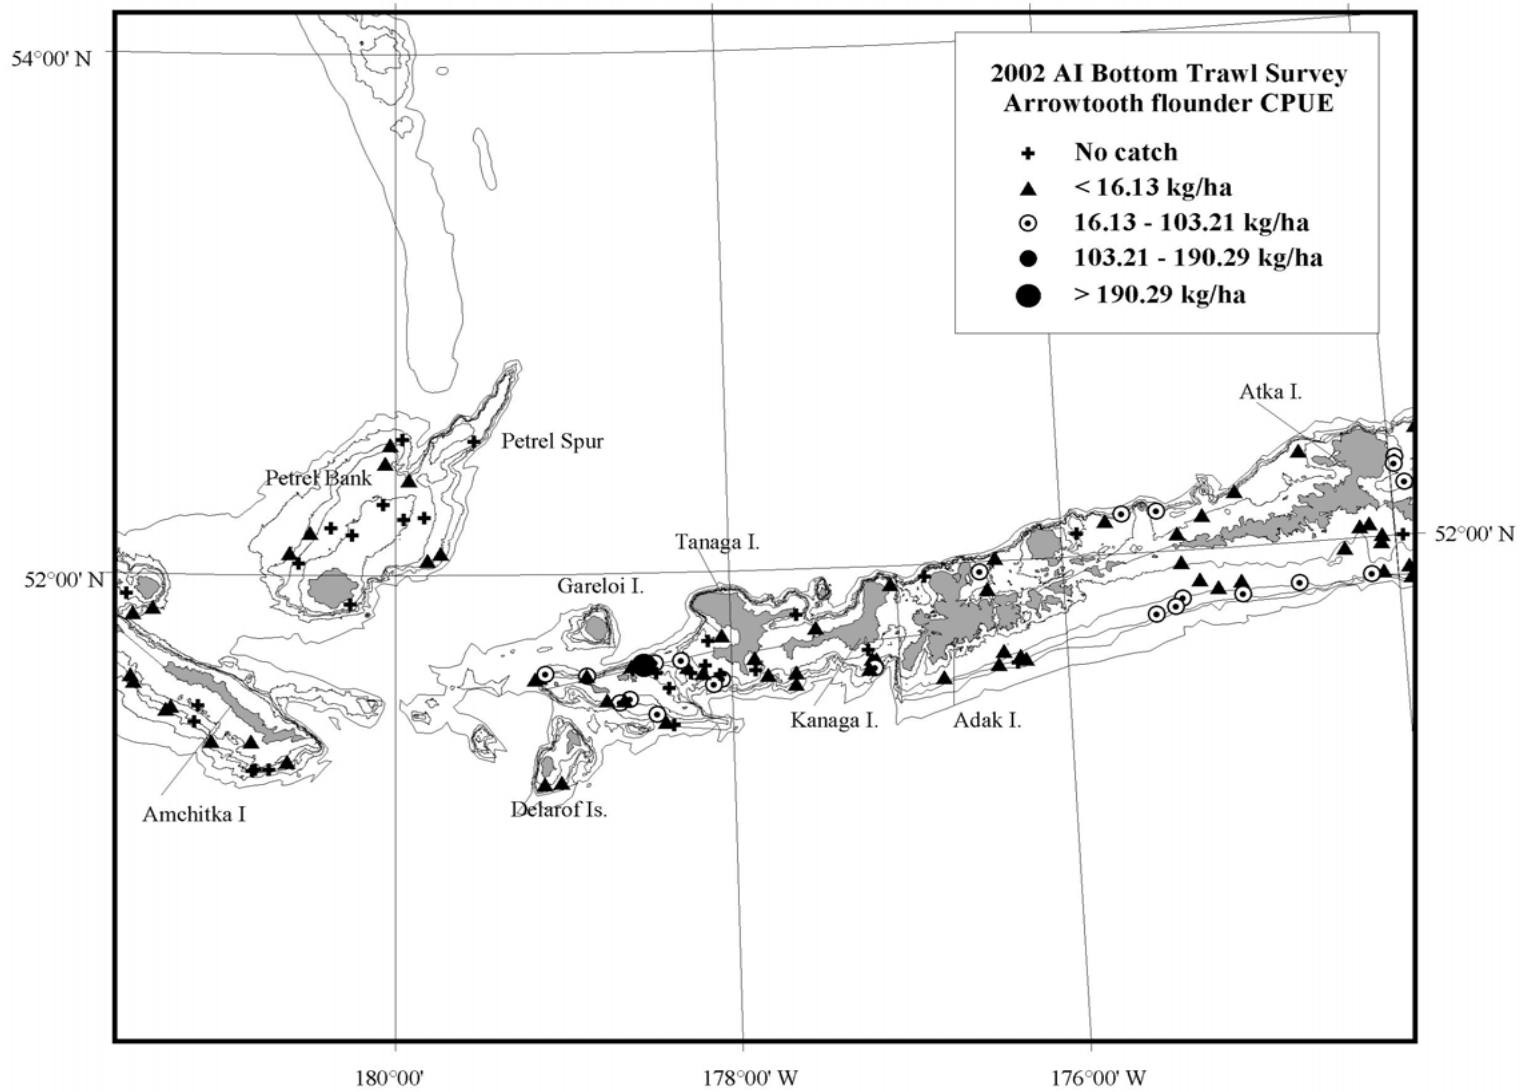 54°00' N
2002 AI Bottom Trawl Survey
Arrowtooth flounder CPUE
No catch
< 16.13 kg/ha
16.13 - 103.21 kg/ha
103.21 - 190.29 kg/ha
> 190.29 kg/ha
Atka I.
Petrel Spur
Petrel Bank
52°00' N
Tanaga I.
52°00' N
Gareloi I.
Kanaga I.
Adak I.
Amchitka I
Delarof Is.
180°00'
178°00' W
176°00' W